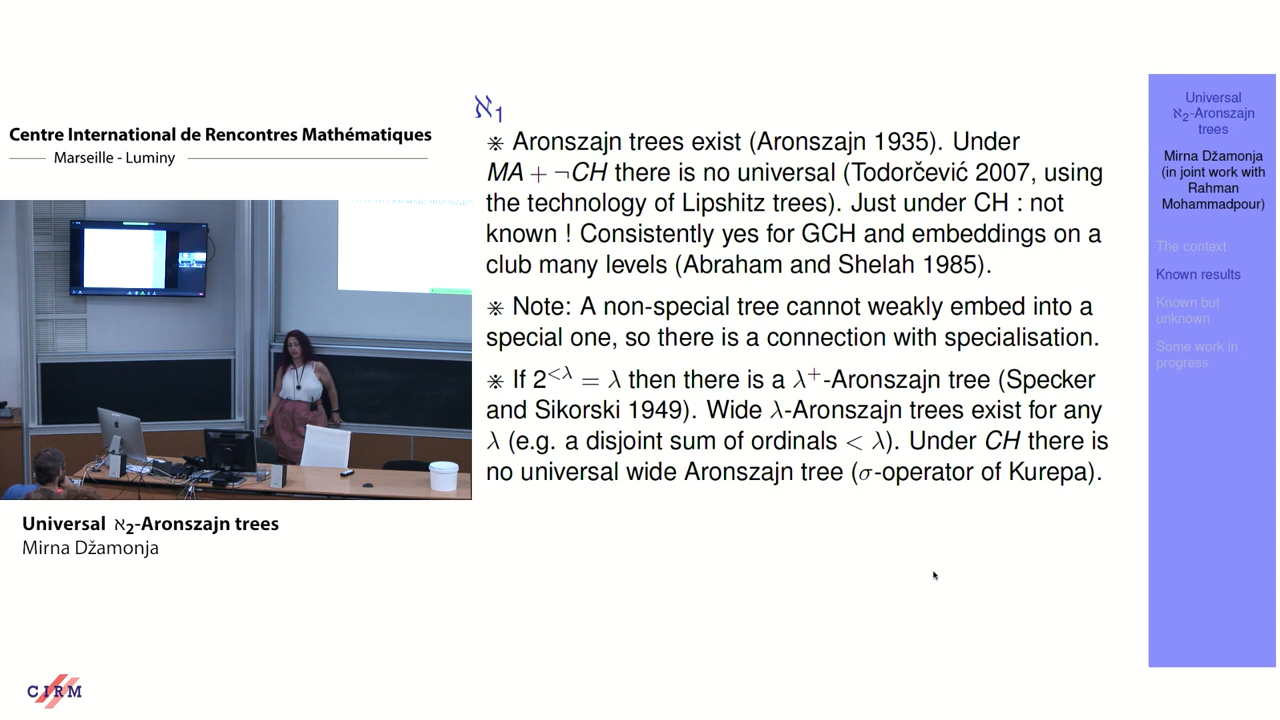 Centre International de Rencontres Mathématiques
Marseille - Luminy
ℵ₁
⋇ Aronszajn trees exist (Aronszajn 1935). Under
MA + ¬CH there is no universal (Todorčević 2007, using
the technology of Lipshitz trees). Just under CH : not
known ! Consistently yes for GCH and embeddings on a
club many levels (Abraham and Shelah 1985).
⋇ Note: A non-special tree cannot weakly embed into a
special one, so there is a connection with specialisation.
⋇ If 2^{<λ} = λ then there is a λ⁺-Aronszajn tree (Specker
and Sikorski 1949). Wide λ-Aronszajn trees exist for any
λ (e.g. a disjoint sum of ordinals < λ). Under CH there is
no universal wide Aronszajn tree (σ-operator of Kurepa).
Universal
ℵ₂-Aronszajn
trees
Mirna Džamonja
(in joint work with
Rahman
Mohammadpour)
The context
Known results
Known but
unknown
Some work in
progress
Universal ℵ₂-Aronszajn trees
Mirna Džamonja
CIRM